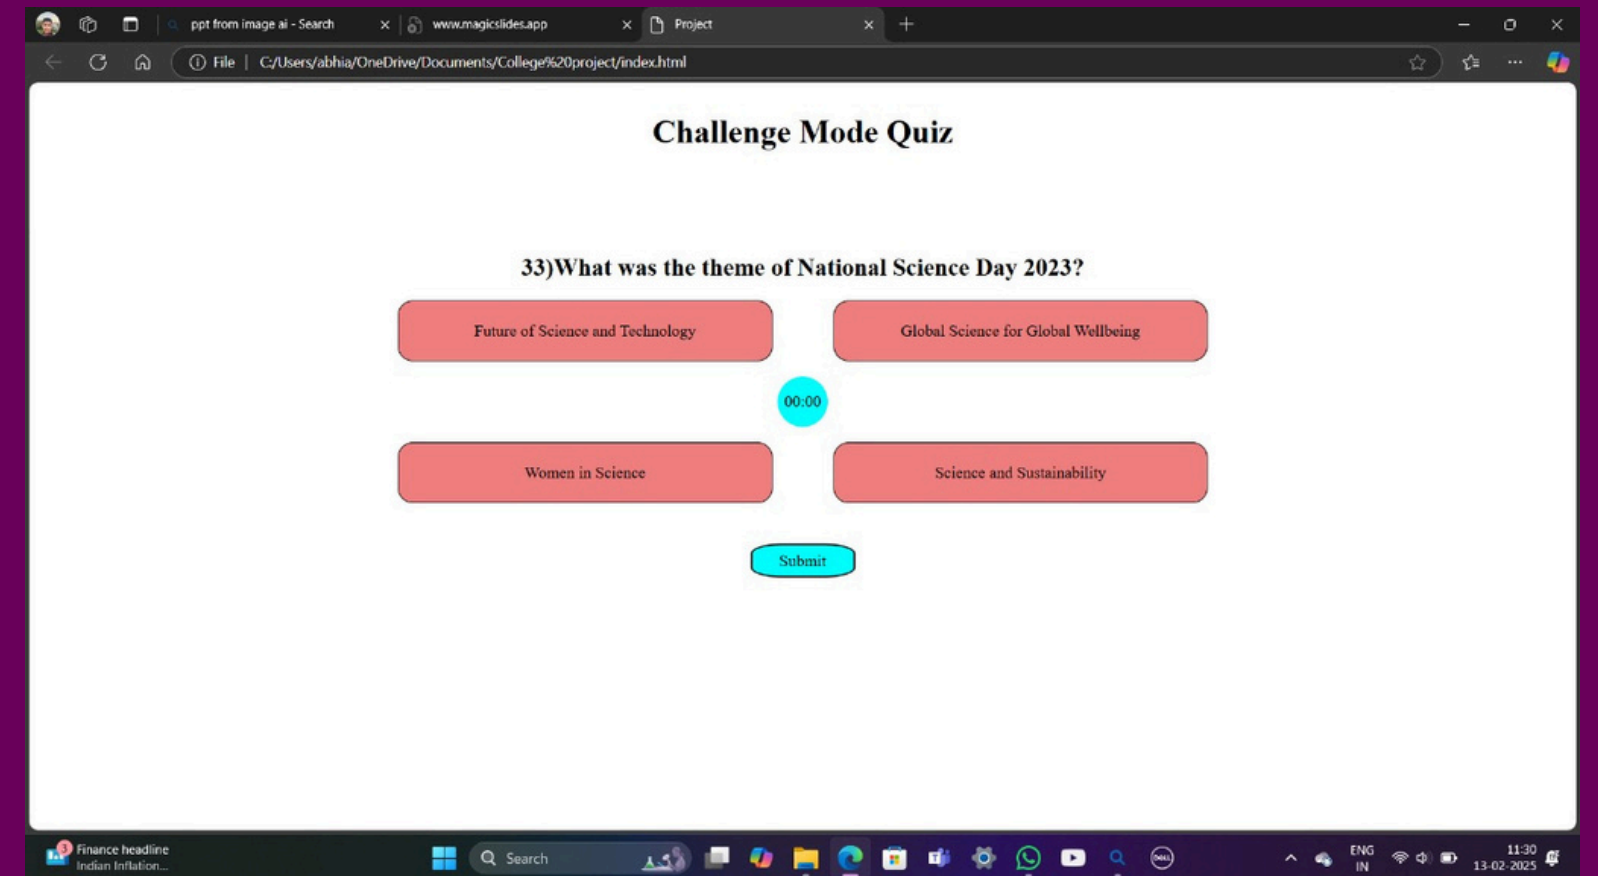 ppt from image ai - Search
www.magicslides.app
Project
File | C:/Users/abhia/OneDrive/Documents/College%20project/index.html
Challenge Mode Quiz
33)What was the theme of National Science Day 2023?
Future of Science and Technology
Global Science for Global Wellbeing
00:00
Women in Science
Science and Sustainability
Submit
3
Finance headline
Indian Inflation...
Search
DELL
ENG
IN
11:30
13-02-2025